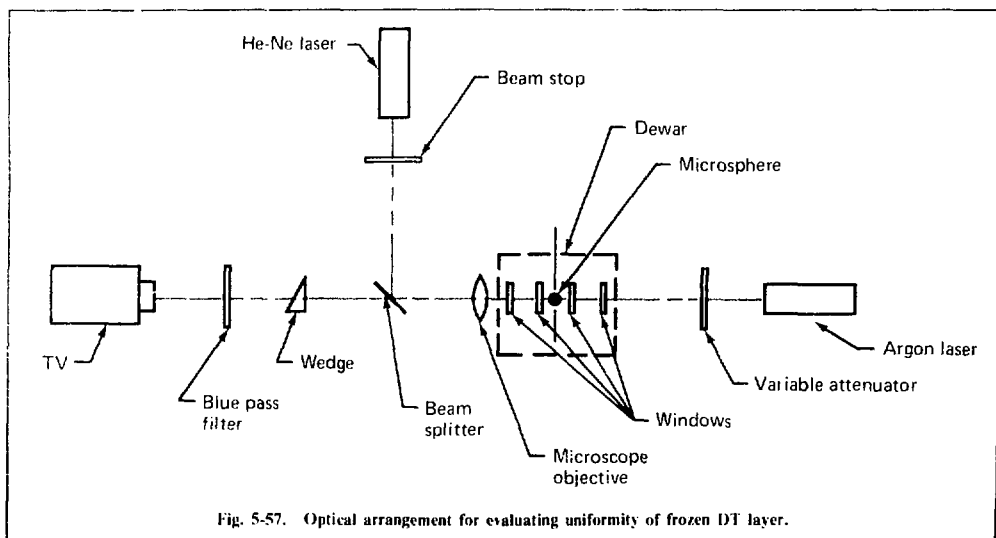 He-Ne laser
Beam stop
Dewar
Microsphere
TV
Blue pass
filter
Wedge
Beam
splitter
Microscope
objective
Windows
Variable attenuator
Argon laser
Fig. 5-57. Optical arrangement for evaluating uniformity of frozen DT layer.